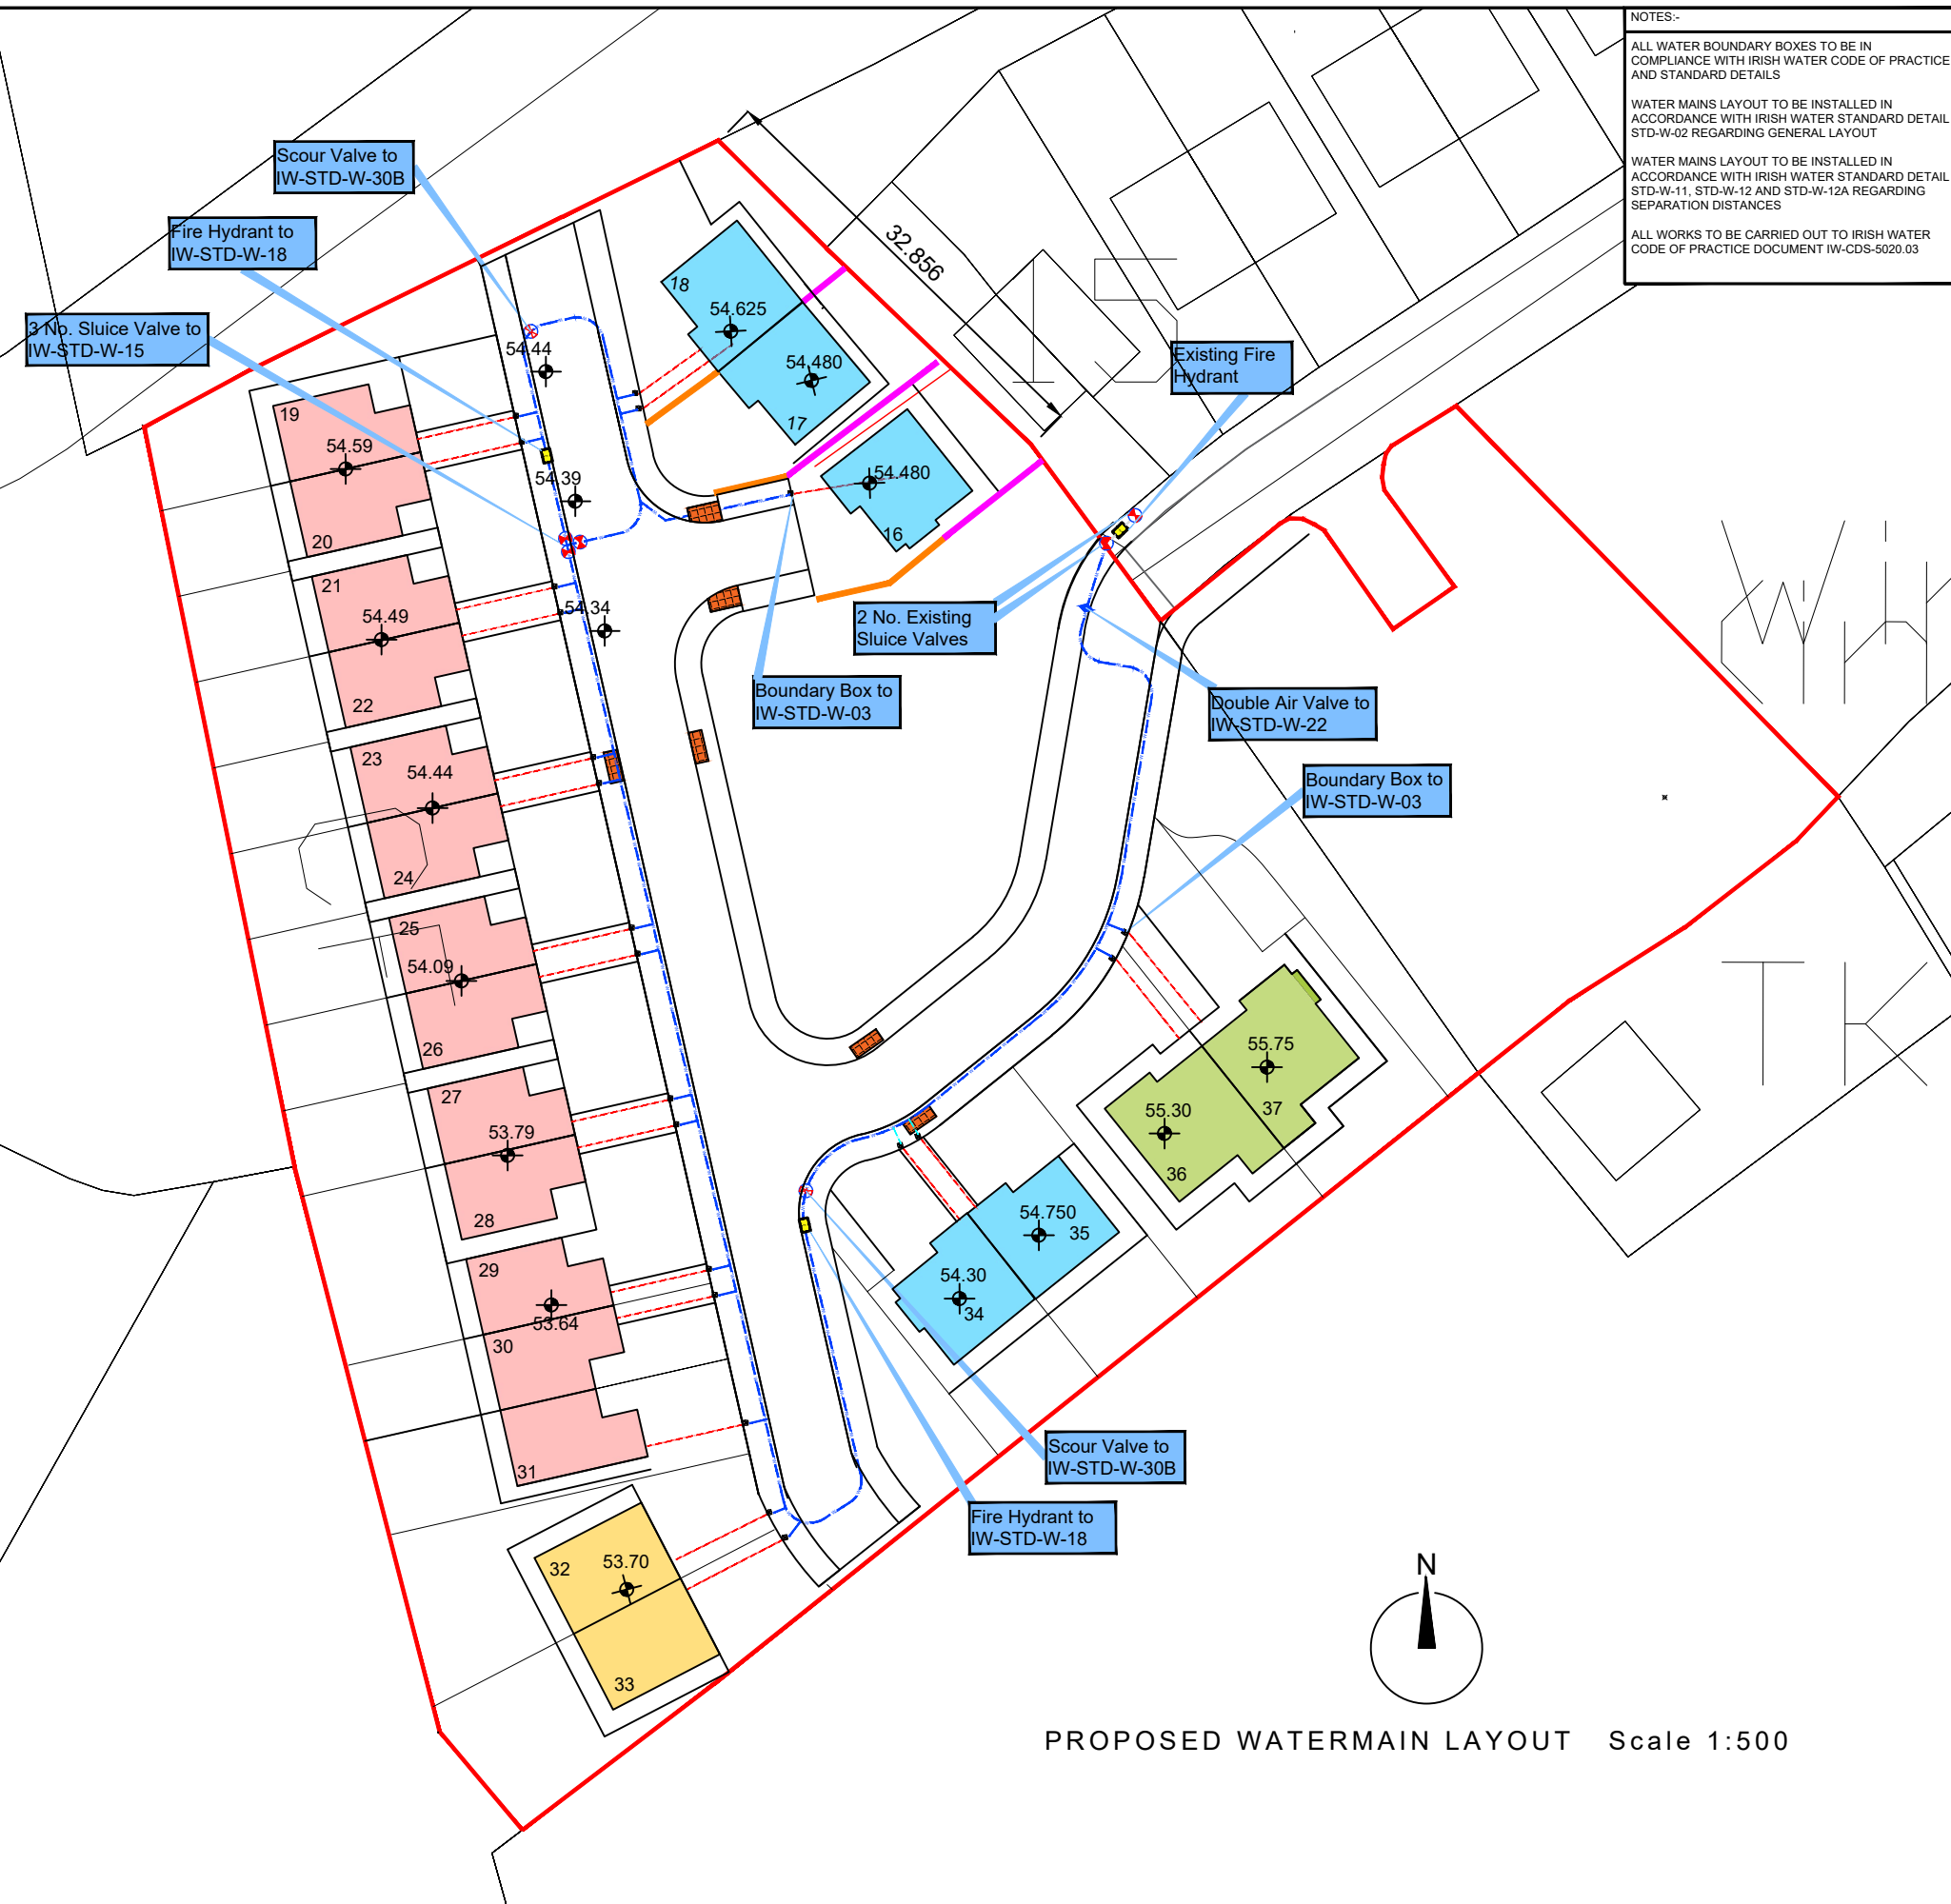 NOTES:-
ALL WATER BOUNDARY BOXES TO BE IN
COMPLIANCE WITH IRISH WATER CODE OF PRACTICE
AND STANDARD DETAILS
WATER MAINS LAYOUT TO BE INSTALLED IN
ACCORDANCE WITH IRISH WATER STANDARD DETAIL
STD-W-02 REGARDING GENERAL LAYOUT
WATER MAINS LAYOUT TO BE INSTALLED IN
ACCORDANCE WITH IRISH WATER STANDARD DETAIL
STD-W-11, STD-W-12 AND STD-W-12A REGARDING
SEPARATION DISTANCES
ALL WORKS TO BE CARRIED OUT TO IRISH WATER
CODE OF PRACTICE DOCUMENT IW-CDS-5020.03
Scour Valve to
IW-STD-W-30B
Fire Hydrant to
IW-STD-W-18
3 No. Sluice Valve to
IW-STD-W-15
32.856
18
54.625
54.480
17
54.44
Existing Fire
Hydrant
19
54.59
20
54.39
54.480
16
21
54.49
22
54.34
2 No. Existing
Sluice Valves
Boundary Box to
IW-STD-W-03
Double Air Valve to
IW-STD-W-22
Boundary Box to
IW-STD-W-03
23
54.44
24
25
54.09
26
27
53.79
28
55.75
37
55.30
36
54.750
35
54.30
34
29
53.64
30
31
Scour Valve to
IW-STD-W-30B
Fire Hydrant to
IW-STD-W-18
32
53.70
33
N
PROPOSED WATERMAIN LAYOUT Scale 1:500